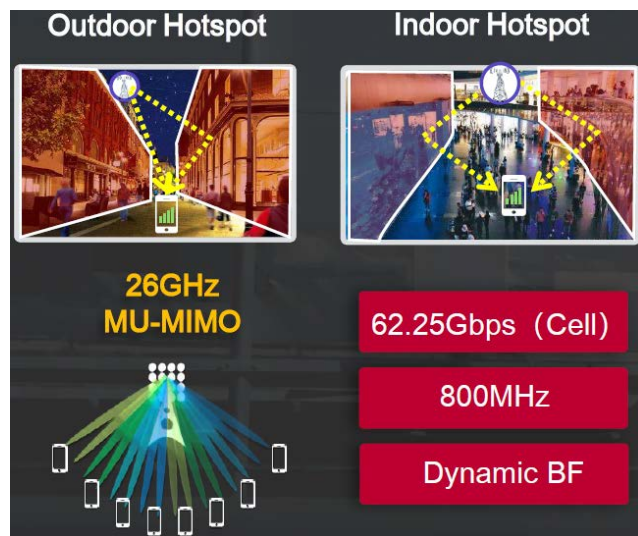 Outdoor Hotspot
Indoor Hotspot
26GHz
MU-MIMO
62.25Gbps（Cell）
800MHz
Dynamic BF